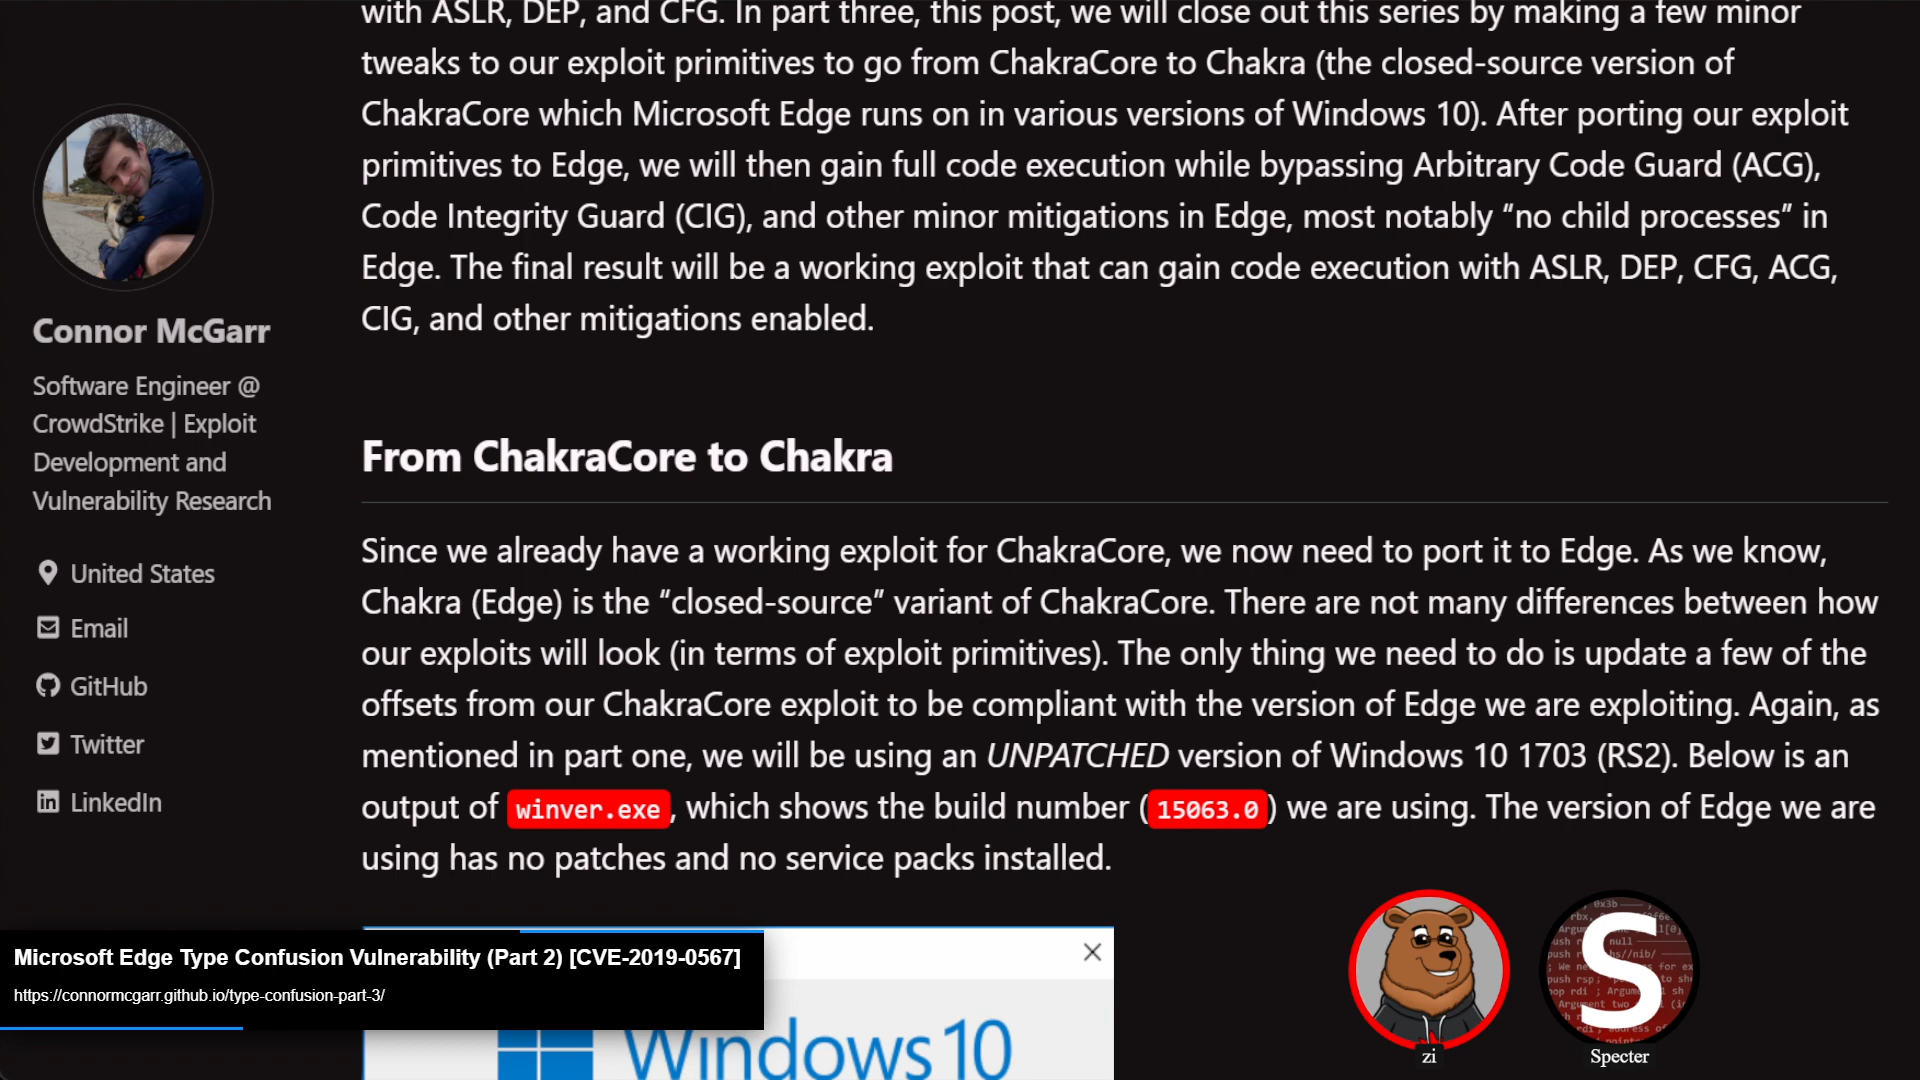 with ASLR, DEP, and CFG. In part three, this post, we will close out this series by making a few minor
tweaks to our exploit primitives to go from ChakraCore to Chakra (the closed-source version of
ChakraCore which Microsoft Edge runs on in various versions of Windows 10). After porting our exploit
primitives to Edge, we will then gain full code execution while bypassing Arbitrary Code Guard (ACG),
Code Integrity Guard (CIG), and other minor mitigations in Edge, most notably “no child processes” in
Edge. The final result will be a working exploit that can gain code execution with ASLR, DEP, CFG, ACG,
CIG, and other mitigations enabled.
Connor McGarr
Software Engineer @
CrowdStrike | Exploit
Development and
Vulnerability Research
United States
Email
GitHub
Twitter
LinkedIn
From ChakraCore to Chakra
Since we already have a working exploit for ChakraCore, we now need to port it to Edge. As we know,
Chakra (Edge) is the “closed-source” variant of ChakraCore. There are not many differences between how
our exploits will look (in terms of exploit primitives). The only thing we need to do is update a few of the
offsets from our ChakraCore exploit to be compliant with the version of Edge we are exploiting. Again, as
mentioned in part one, we will be using an UNPATCHED version of Windows 10 1703 (RS2). Below is an
output of winver.exe, which shows the build number (15063.0) we are using. The version of Edge we are
using has no patches and no service packs installed.
Microsoft Edge Type Confusion Vulnerability (Part 2) [CVE-2019-0567]
https://connormcgarr.github.io/type-confusion-part-3/
Windows 10
zi
S
Specter